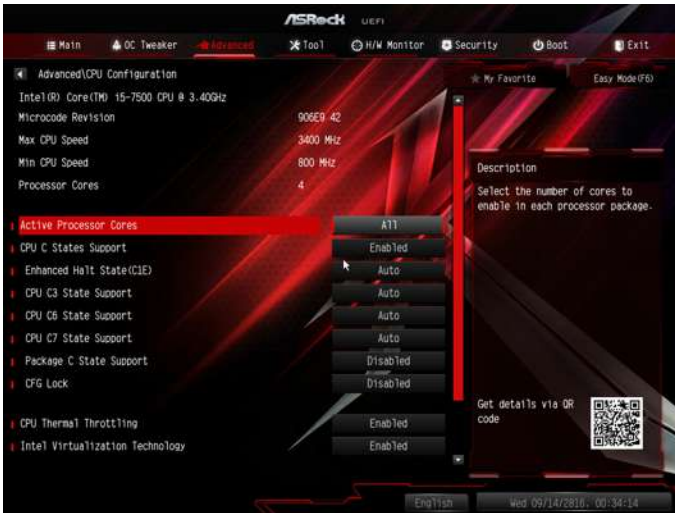 ASRock UEFI
Main
OC Tweaker
Advanced
Tool
H/W Monitor
Security
Boot
Exit
Advanced\CPU Configuration
My Favorite
Easy Mode(F6)
Intel(R) Core(TM) i5-7500 CPU @ 3.40GHz
Microcode Revision 906E9 42
Max CPU Speed 3400 MHz
Min CPU Speed 800 MHz
Processor Cores 4
Active Processor Cores All
CPU C States Support Enabled
Enhanced Halt State(C1E) Auto
CPU C3 State Support Auto
CPU C6 State Support Auto
CPU C7 State Support Auto
Package C State Support Disabled
CFG Lock Disabled
CPU Thermal Throttling Enabled
Intel Virtualization Technology Enabled
Description
Select the number of cores to
enable in each processor package.
Get details via QR
code
English
Wed 09/14/2816. 00:34:14